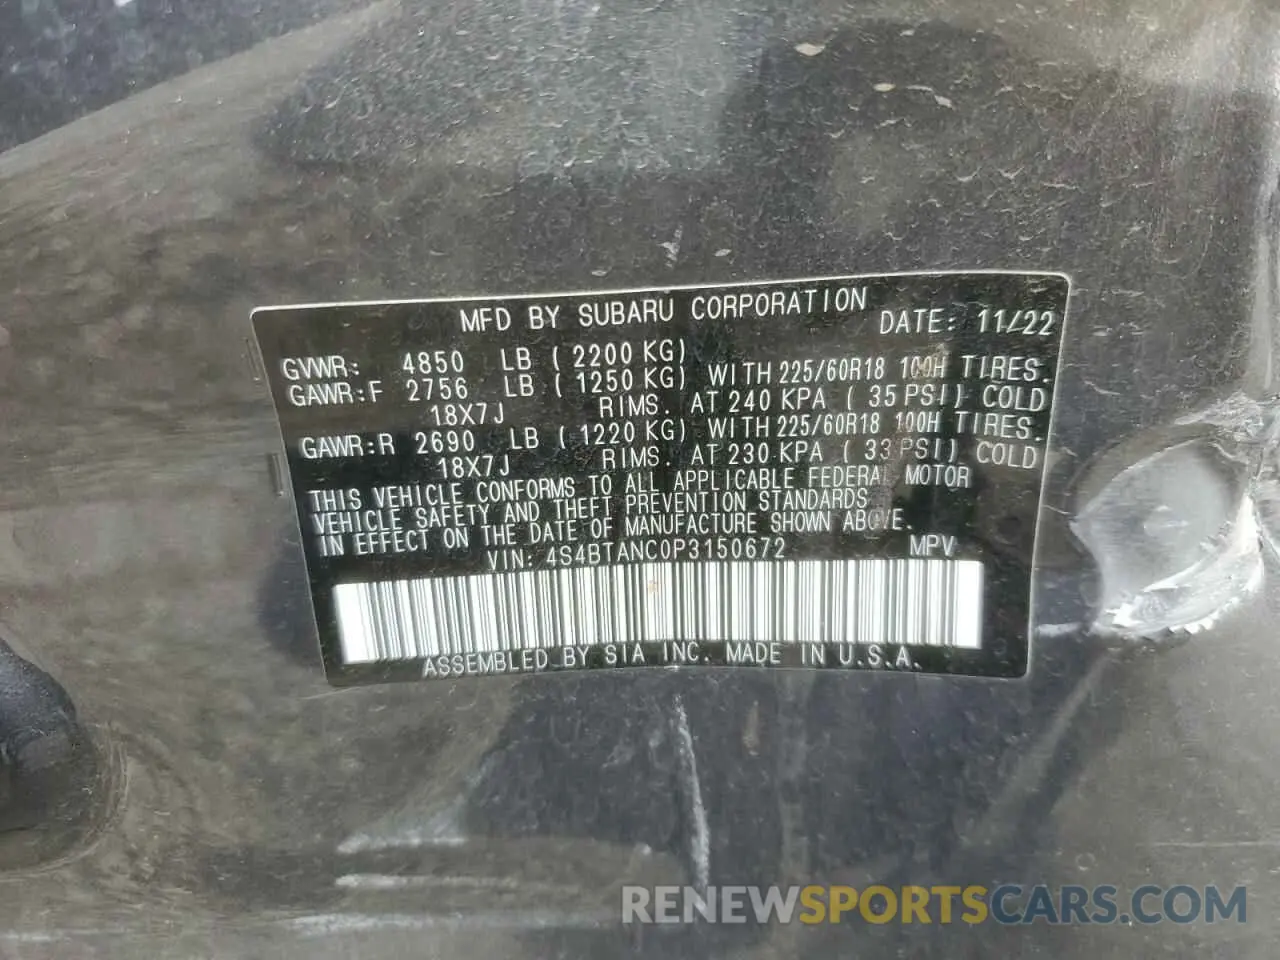 MFD BY SUBARU CORPORATION DATE: 11/22
GVWR: 4850 LB ( 2200 KG)
GAWR:F 2756 LB ( 1250 KG) WITH 225/60R18 100H TIRES.
18X7J RIMS. AT 240 KPA ( 35 PSI) COLD
GAWR:R 2690 LB ( 1220 KG) WITH 225/60R18 100H TIRES.
18X7J RIMS. AT 230 KPA ( 33 PSI) COLD
THIS VEHICLE CONFORMS TO ALL APPLICABLE FEDERAL MOTOR
VEHICLE SAFETY AND THEFT PREVENTION STANDARDS
IN EFFECT ON THE DATE OF MANUFACTURE SHOWN ABOVE.
VIN: 4S4BTANC0P3150672 MPV
ASSEMBLED BY SIA INC. MADE IN U.S.A.
RENEWSPORTSCARS.COM